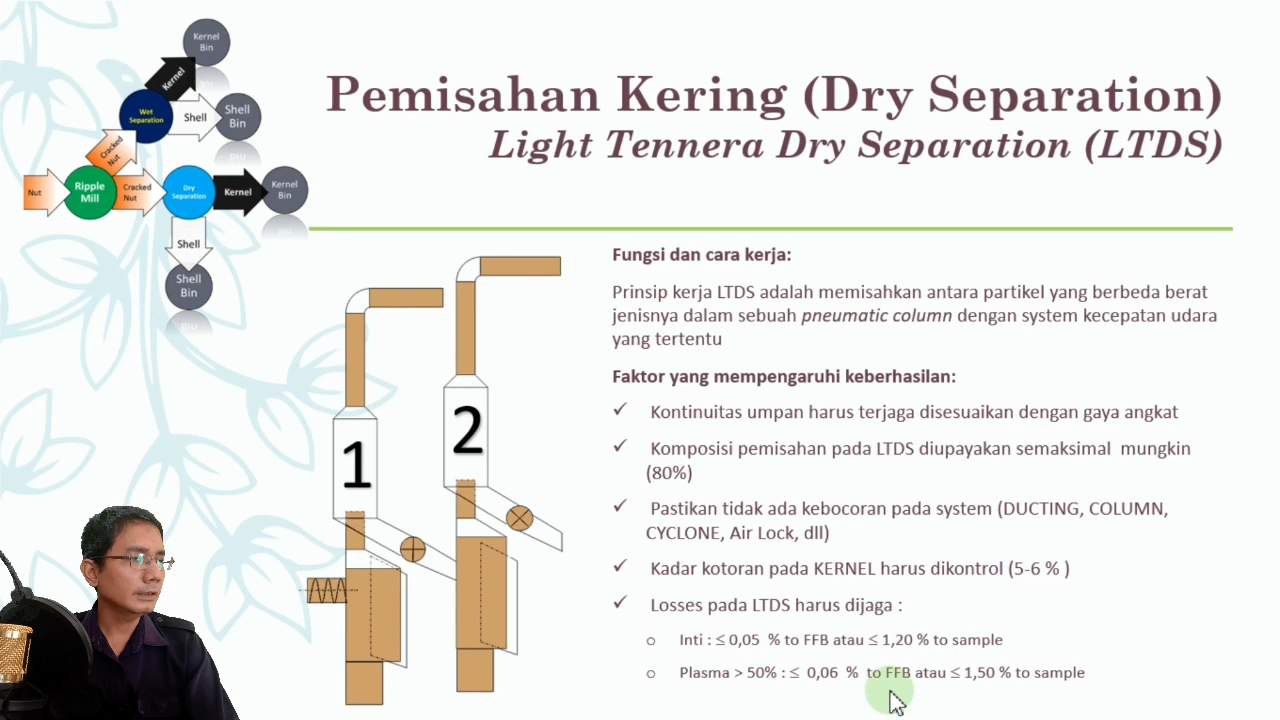 Pemisahan Kering (Dry Separation)
Light Tennera Dry Separation (LTDS)
Kernel
Bin
Kernel
Wet
Separation
Shell
Shell
Bin
Cracked
Nut
Nut
Ripple
Mill
Cracked
Nut
Dry
Separation
Kernel
Kernel
Bin
Shell
Shell
Bin
1
2
Fungsi dan cara kerja:
Prinsip kerja LTDS adalah memisahkan antara partikel yang berbeda berat
jenisnya dalam sebuah pneumatic column dengan system kecepatan udara
yang tertentu
Faktor yang mempengaruhi keberhasilan:
✓ Kontinuitas umpan harus terjaga disesuaikan dengan gaya angkat
✓ Komposisi pemisahan pada LTDS diupayakan semaksimal mungkin
(80%)
✓ Pastikan tidak ada kebocoran pada system (DUCTING, COLUMN,
CYCLONE, Air Lock, dll)
✓ Kadar kotoran pada KERNEL harus dikontrol (5-6 % )
✓ Losses pada LTDS harus dijaga :
o Inti : ≤ 0,05 % to FFB atau ≤ 1,20 % to sample
o Plasma > 50% : ≤ 0,06 % to FFB atau ≤ 1,50 % to sample